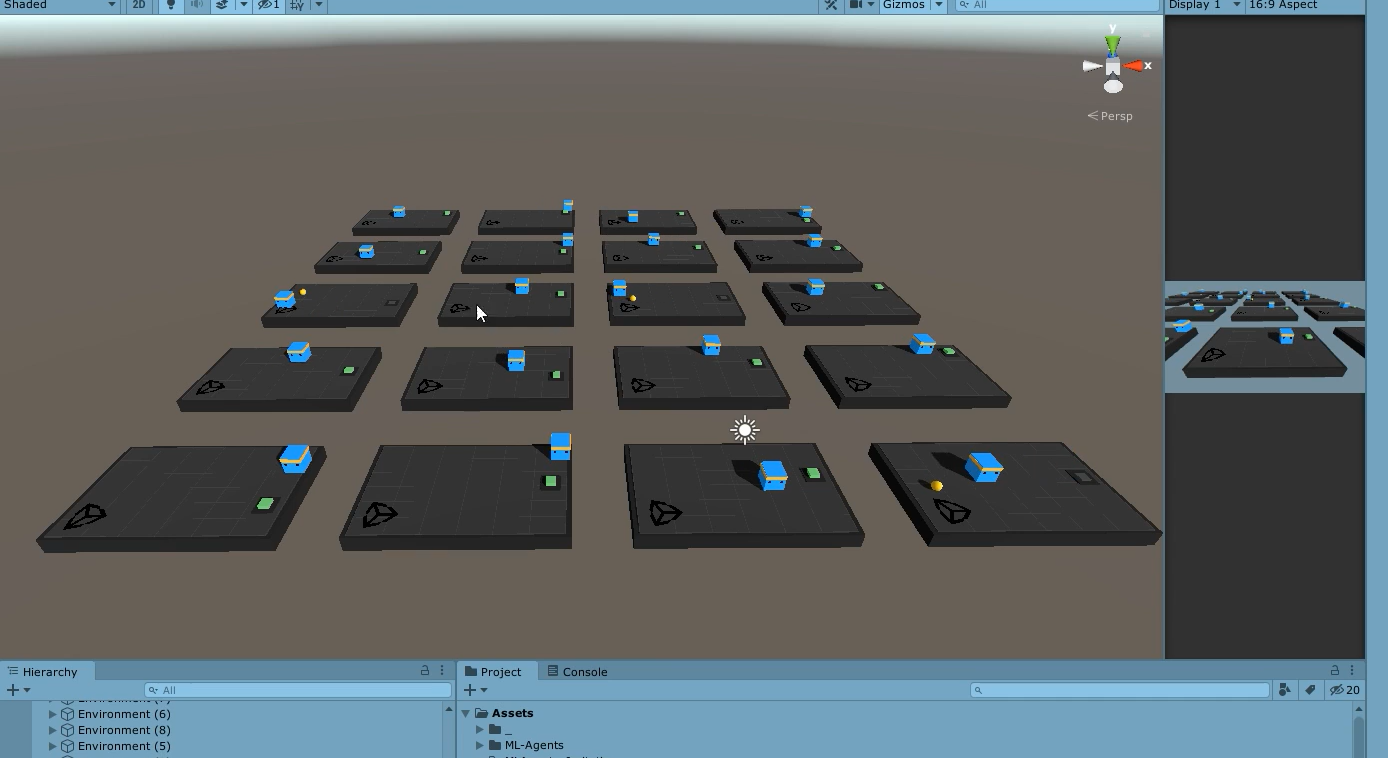 Shaded 2D 1 Gizmos All Display 1 16:9 Aspect
y
x
Persp
Hierarchy Project Console
All 20
Environment (6) Assets
Environment (8) _
Environment (5) ML-Agents